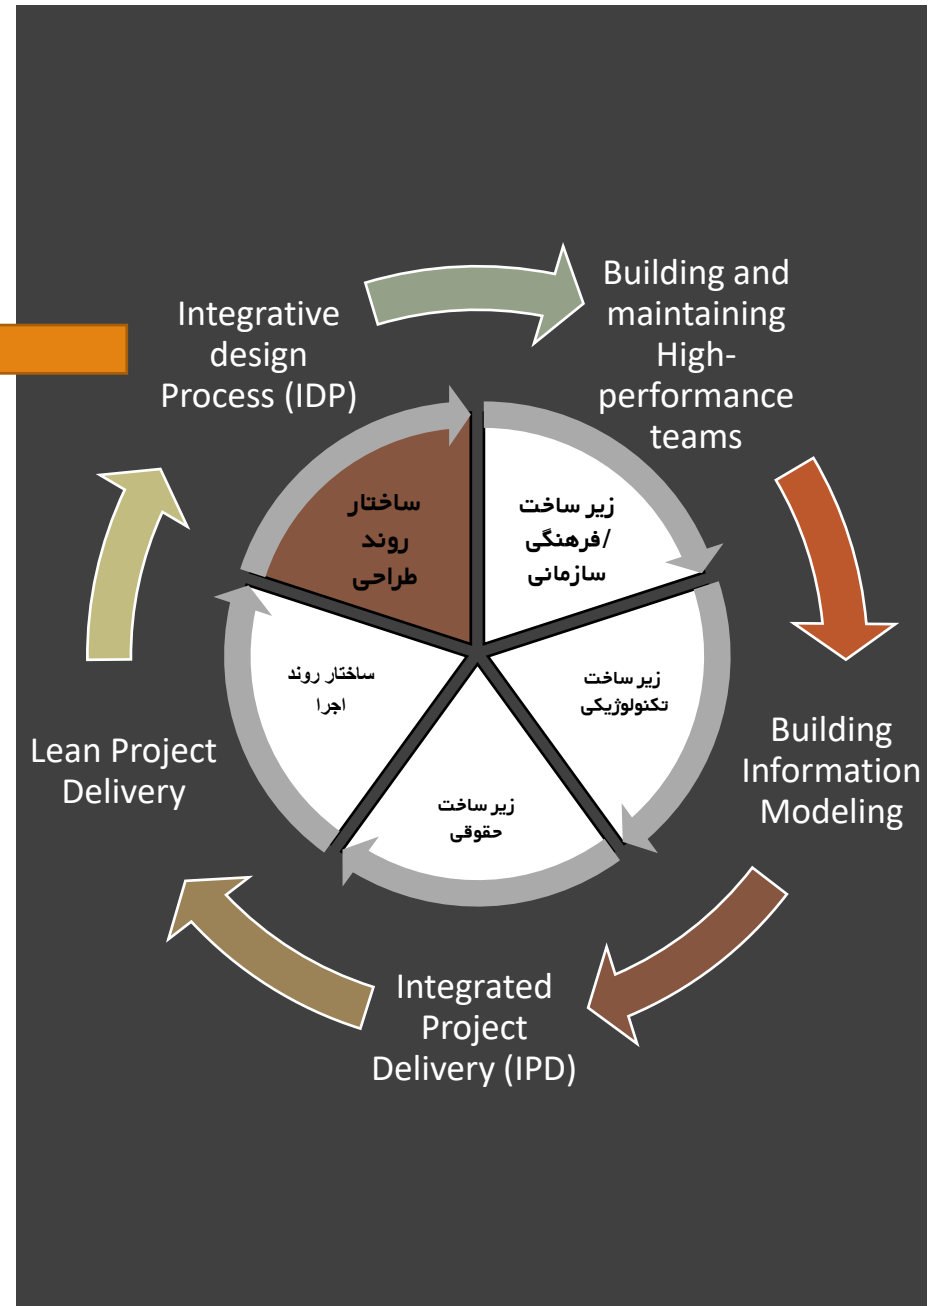 Integrative
design
Process (IDP)
Building and
maintaining
High-
performance
teams
Building
Information
Modeling
Integrated
Project
Delivery (IPD)
Lean Project
Delivery
ساختار
روند
طراحی
زیر ساخت
فرهنگی/
سازمانی
زیر ساخت
تکنولوژیکی
زیر ساخت
حقوقی
ساختار روند
اجرا